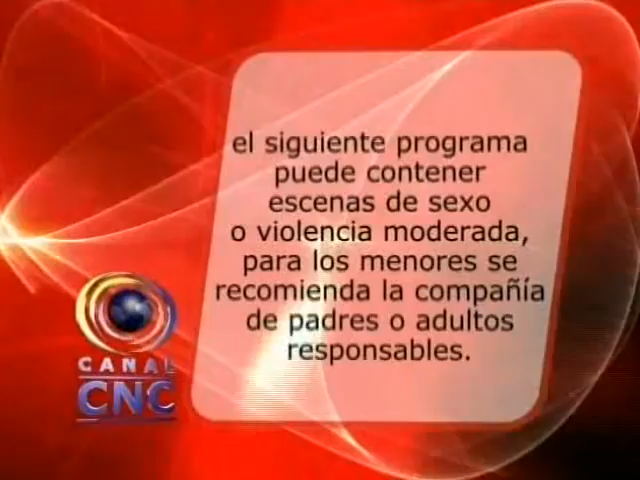 el siguiente programa
puede contener
escenas de sexo
o violencia moderada,
para los menores se
recomienda la compañía
de padres o adultos
responsables.
CANAL
CNC